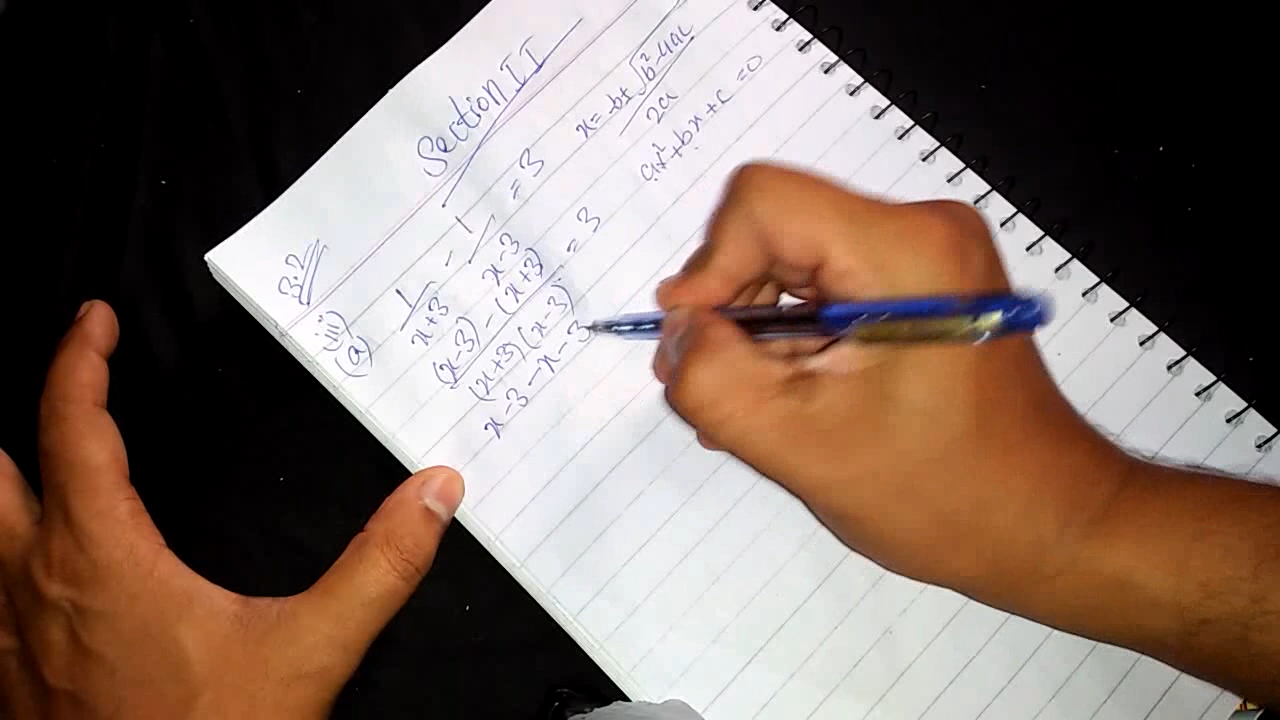 Section II
3.2
(iii)
(a) 1/(x+3) - 1/(x-3) = 3
x = -b± √(b²-4ac) / 2a
ax²+bx+c=0
(x-3) - (x+3) / (x+3)(x-3) = 3
x-3-x-3